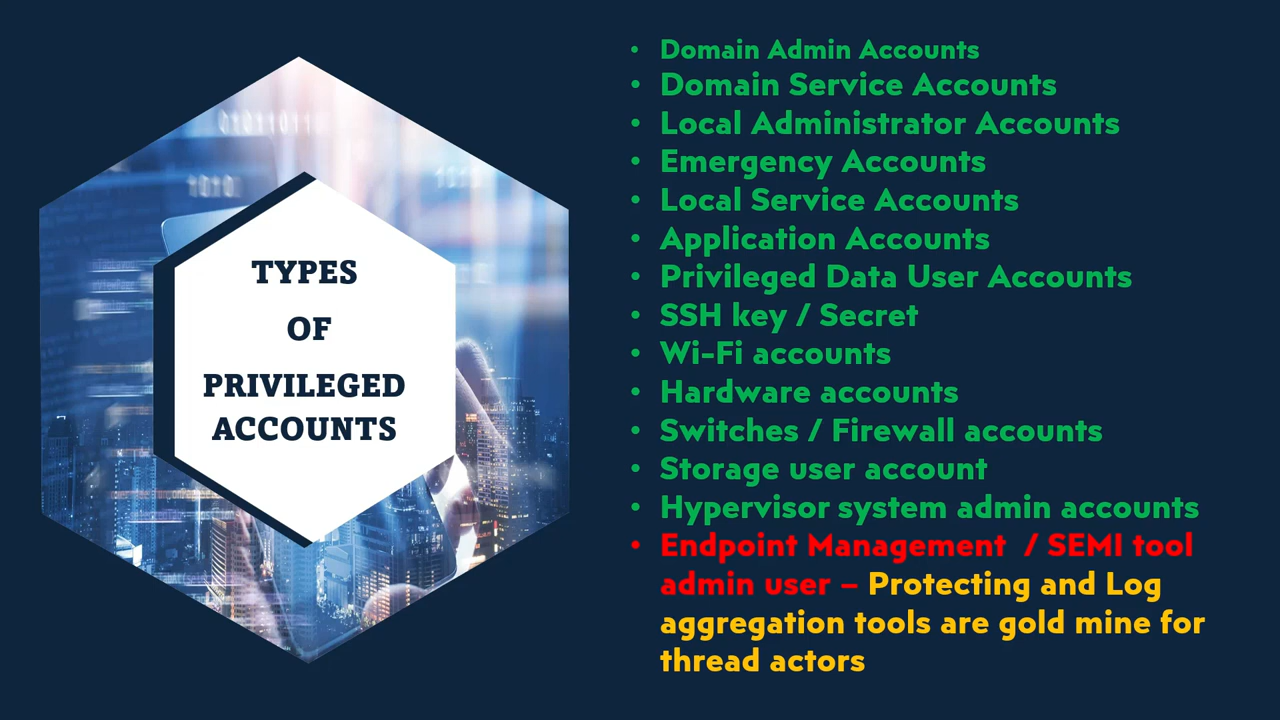 TYPES
OF
PRIVILEGED
ACCOUNTS
01011011
1010
• Domain Admin Accounts
• Domain Service Accounts
• Local Administrator Accounts
• Emergency Accounts
• Local Service Accounts
• Application Accounts
• Privileged Data User Accounts
• SSH key / Secret
• Wi-Fi accounts
• Hardware accounts
• Switches / Firewall accounts
• Storage user account
• Hypervisor system admin accounts
• Endpoint Management / SEMI tool
admin user – Protecting and Log
aggregation tools are gold mine for
thread actors